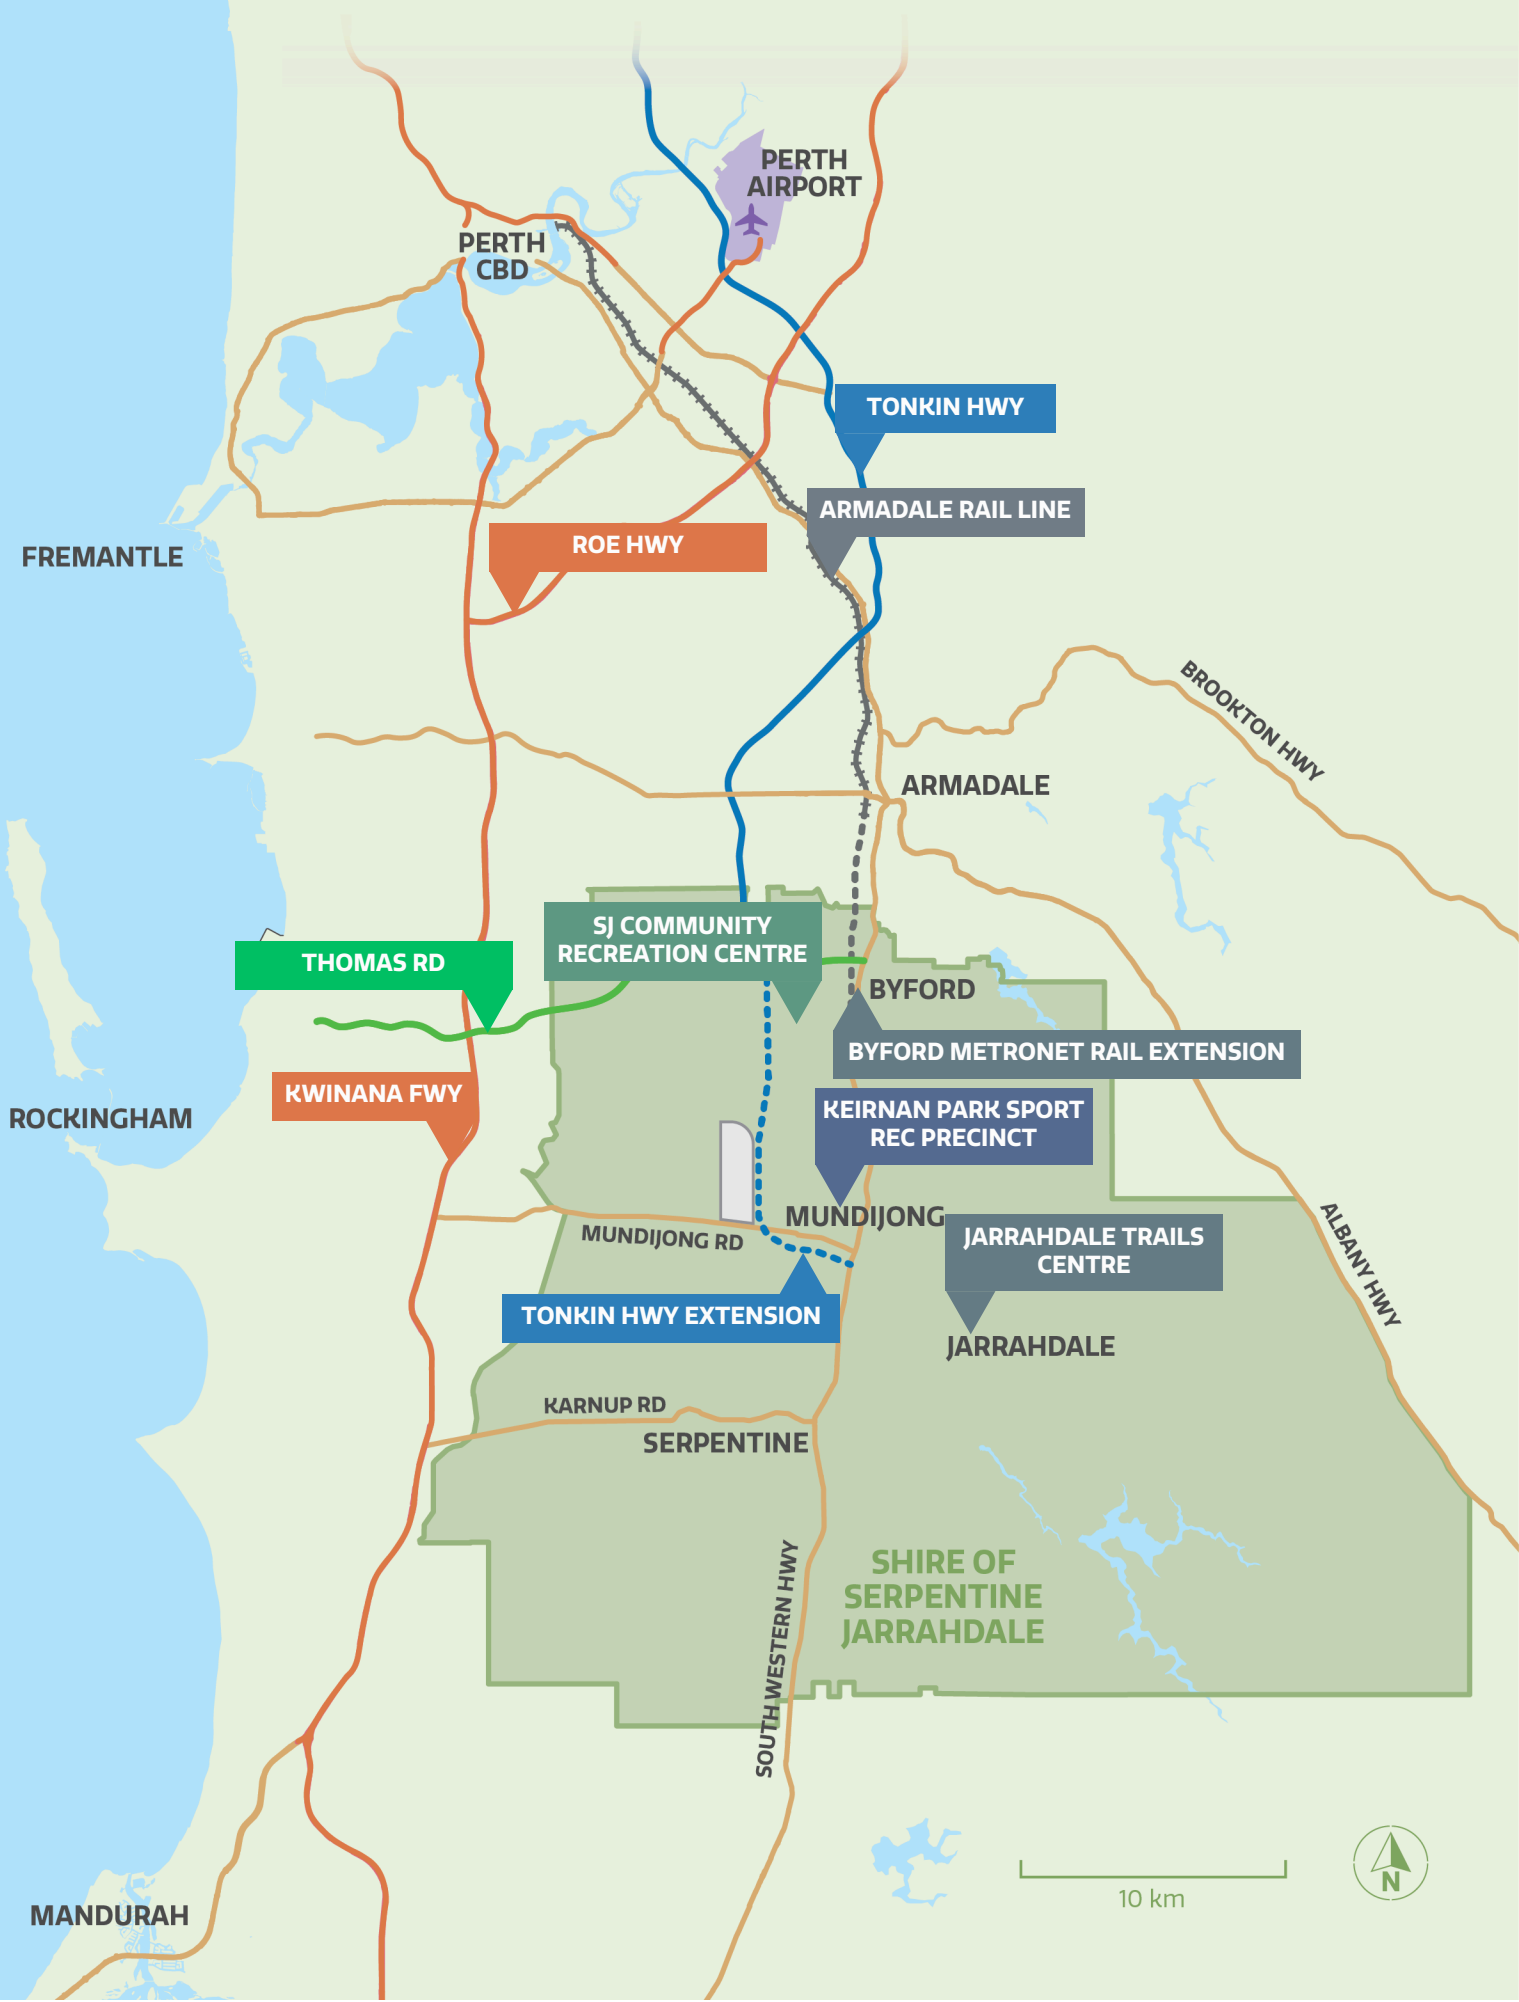 PERTH
AIRPORT
PERTH
CBD
TONKIN HWY
ARMADALE RAIL LINE
ROE HWY
FREMANTLE
BROOKTON HWY
ARMADALE
SJ COMMUNITY
RECREATION CENTRE
THOMAS RD
BYFORD
BYFORD METRONET RAIL EXTENSION
KWINANA FWY
ROCKINGHAM
KEIRNAN PARK SPORT
REC PRECINCT
MUNDIJONG
MUNDIJONG RD
JARRAHDALE TRAILS
CENTRE
ALBANY HWY
TONKIN HWY EXTENSION
JARRAHDALE
KARNUP RD
SERPENTINE
SOUTH WESTERN HWY
SHIRE OF
SERPENTINE
JARRAHDALE
MANDURAH
10 km
N